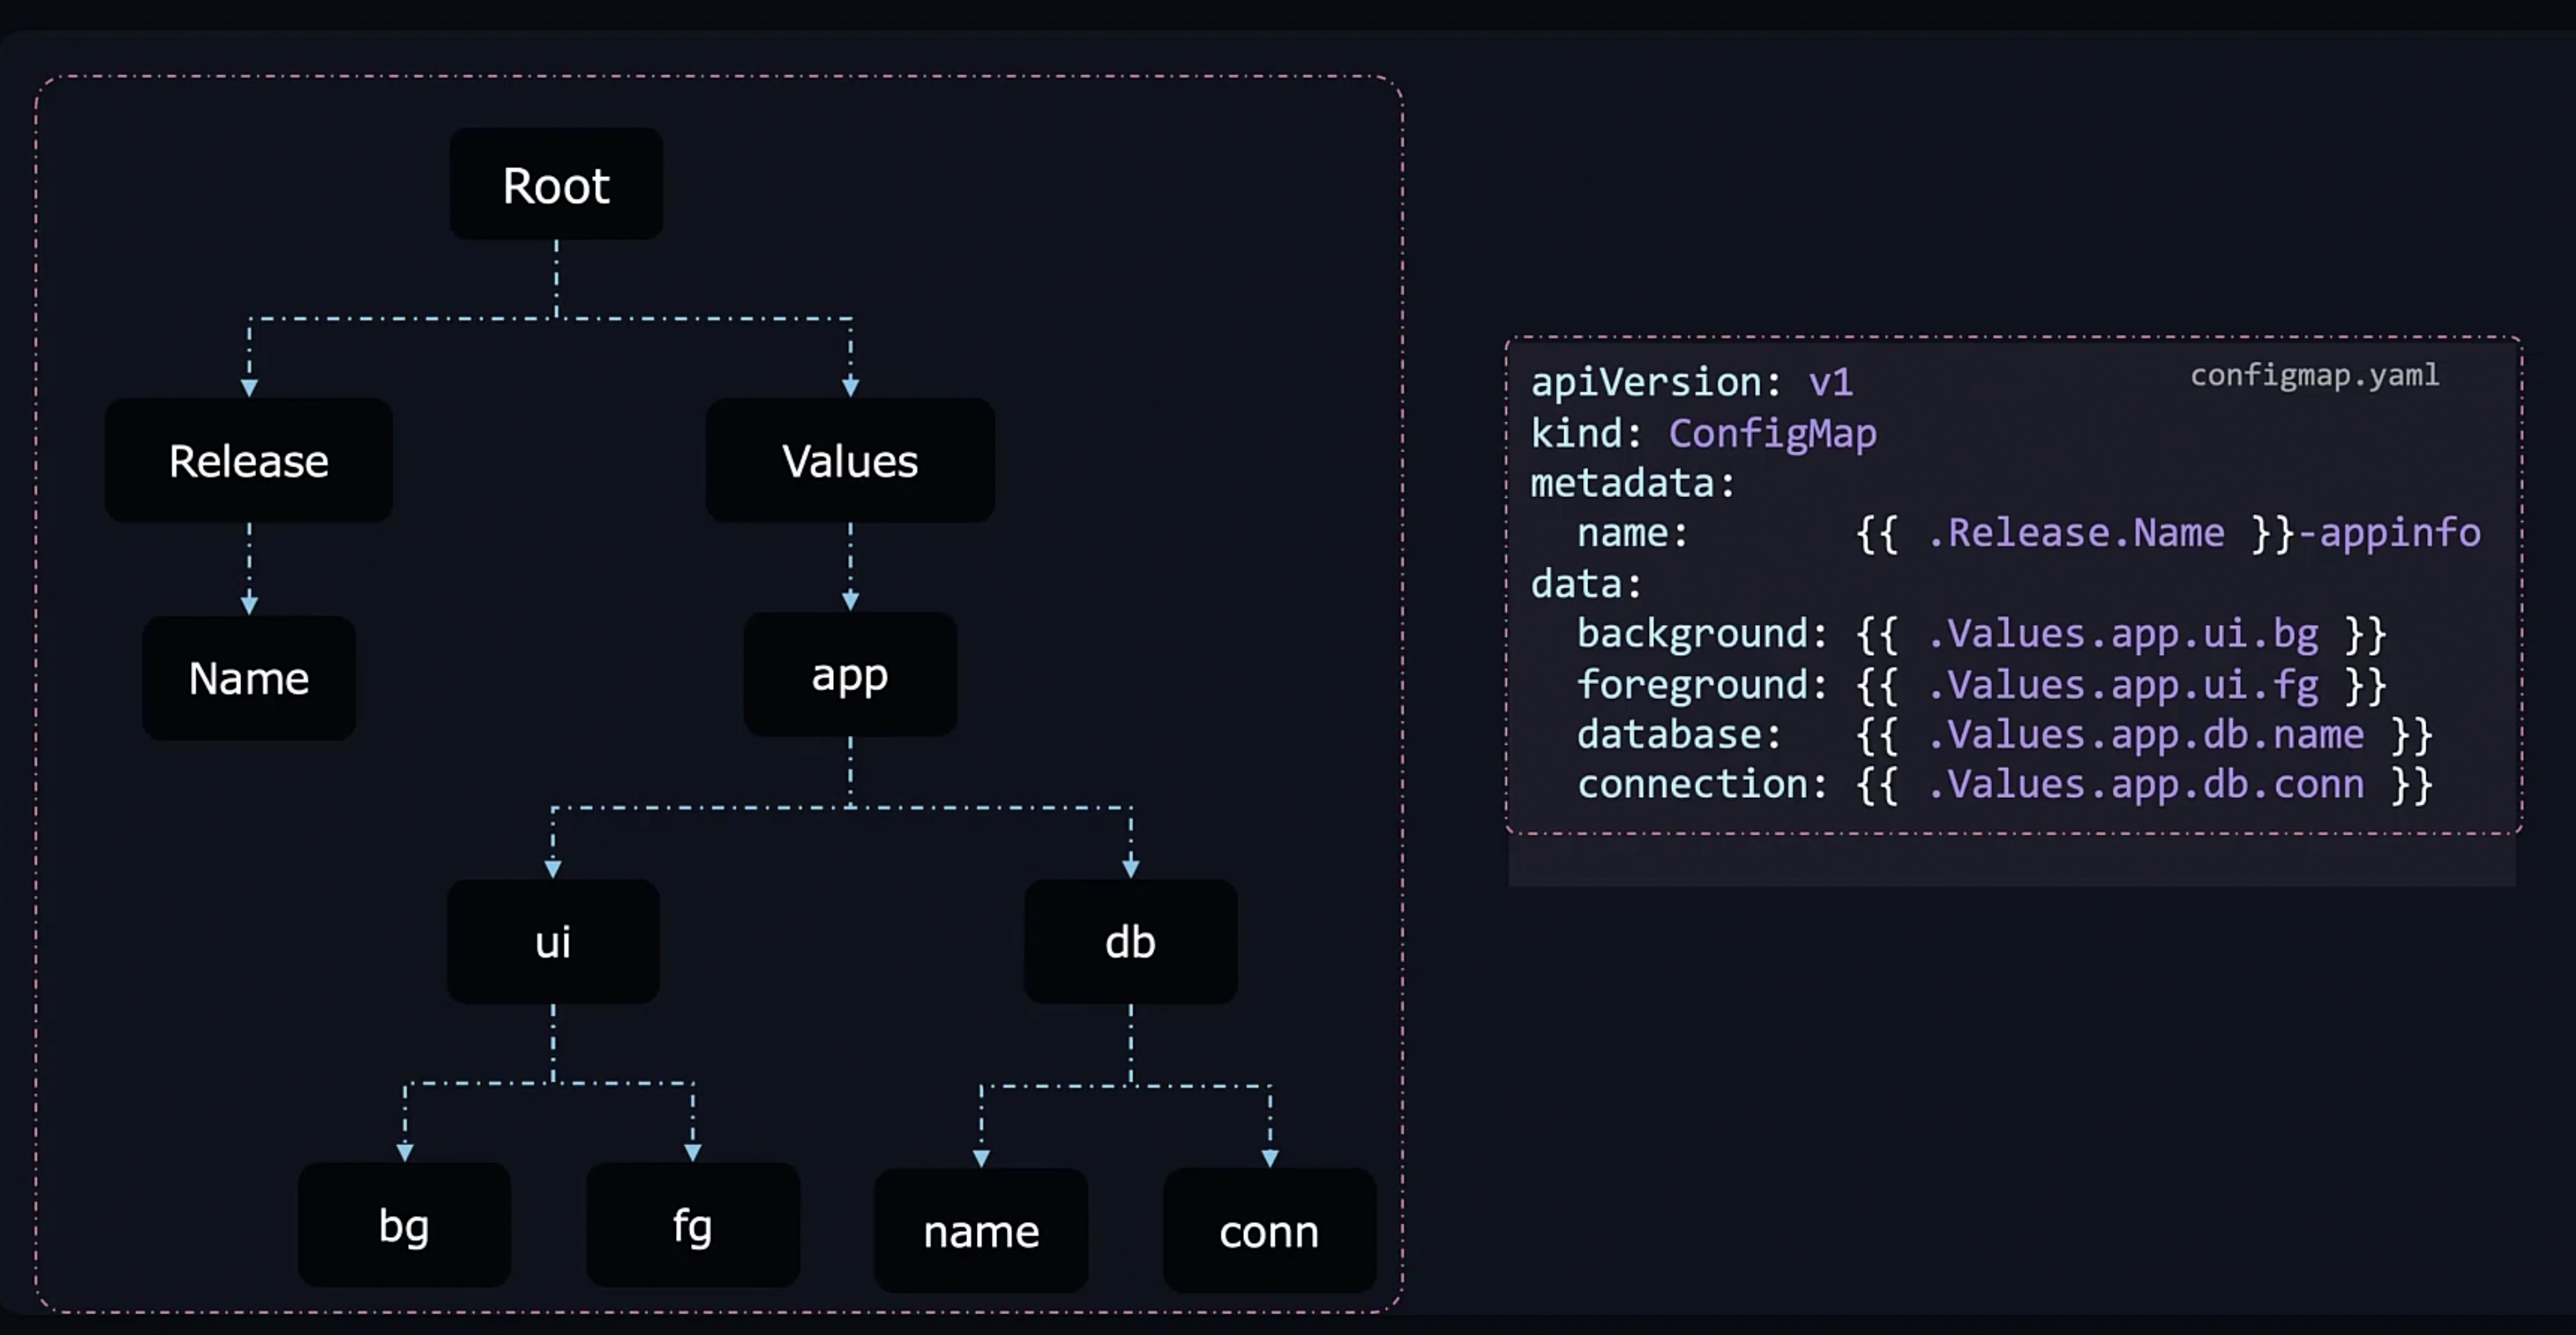 Root
Release
Values
Name
app
ui
db
bg
fg
name
conn
configmap.yaml
apiVersion: v1
kind: ConfigMap
metadata:
  name:       {{ .Release.Name }}-appinfo
data:
  background: {{ .Values.app.ui.bg }}
  foreground: {{ .Values.app.ui.fg }}
  database:   {{ .Values.app.db.name }}
  connection: {{ .Values.app.db.conn }}